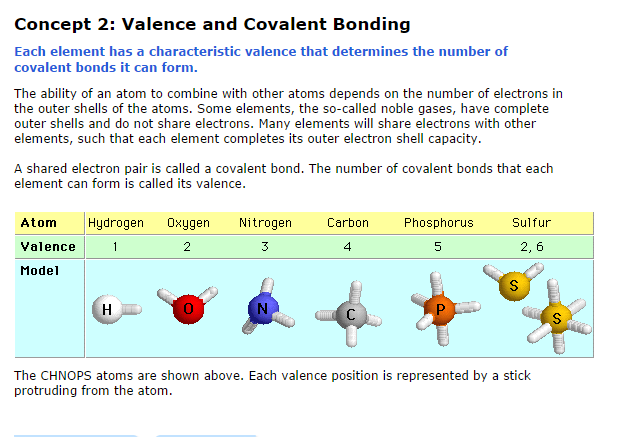 Concept 2: Valence and Covalent Bonding
Each element has a characteristic valence that determines the number of
covalent bonds it can form.
The ability of an atom to combine with other atoms depends on the number of electrons in
the outer shells of the atoms. Some elements, the so-called noble gases, have complete
outer shells and do not share electrons. Many elements will share electrons with other
elements, such that each element completes its outer electron shell capacity.
A shared electron pair is called a covalent bond. The number of covalent bonds that each
element can form is called its valence.
Atom Hydrogen Oxygen Nitrogen Carbon Phosphorus Sulfur
Valence 1 2 3 4 5 2, 6
Model
H O N C P S S
The CHNOPS atoms are shown above. Each valence position is represented by a stick
protruding from the atom.